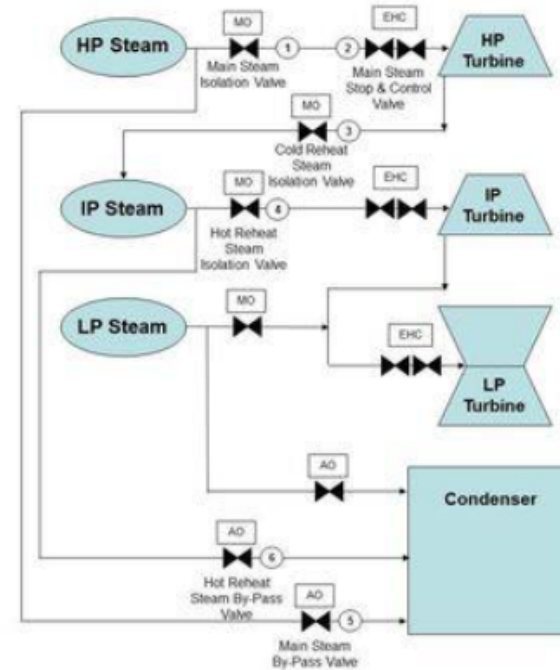 MO
EHC
HP Steam
1
2
HP
Turbine
Main Steam
Isolation Valve
Main Steam
Stop & Control
Valve
MO
3
Cold Reheat
Steam
Isolation Valve
MO
EHC
IP Steam
4
IP
Turbine
Hot Reheat
Steam
Isolation Valve
MO
LP Steam
EHC
LP
Turbine
AO
Condenser
AO
6
Hot Reheat
Steam By-Pass
Valve
AO
5
Main Steam
By-Pass Valve